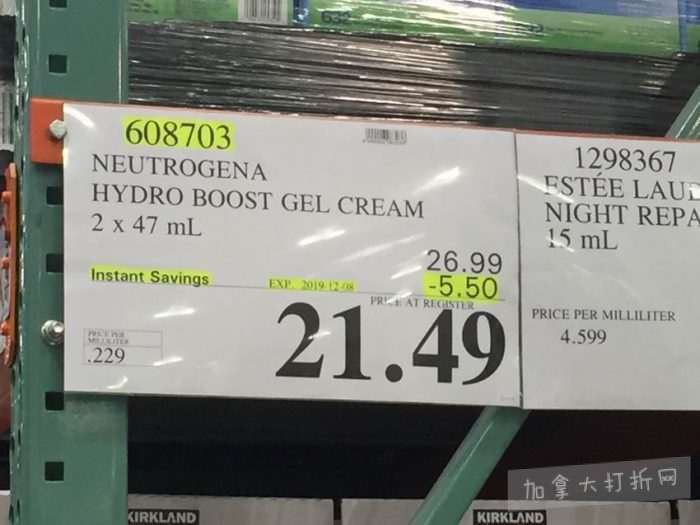 632
608703
NEUTROGENA
HYDRO BOOST GEL CREAM
2 x 47 mL
26.99
Instant Savings EXP. 2019-12-08 -5.50
PRICE AT REGISTER
21.49
PRICE PER
MILLILITER
.229
1298367
ESTÉE LAUD
NIGHT REPA
15 mL
PRICE PER MILLILITER
4.599
加拿大打折网
KIRKLAND
KIRKLAND